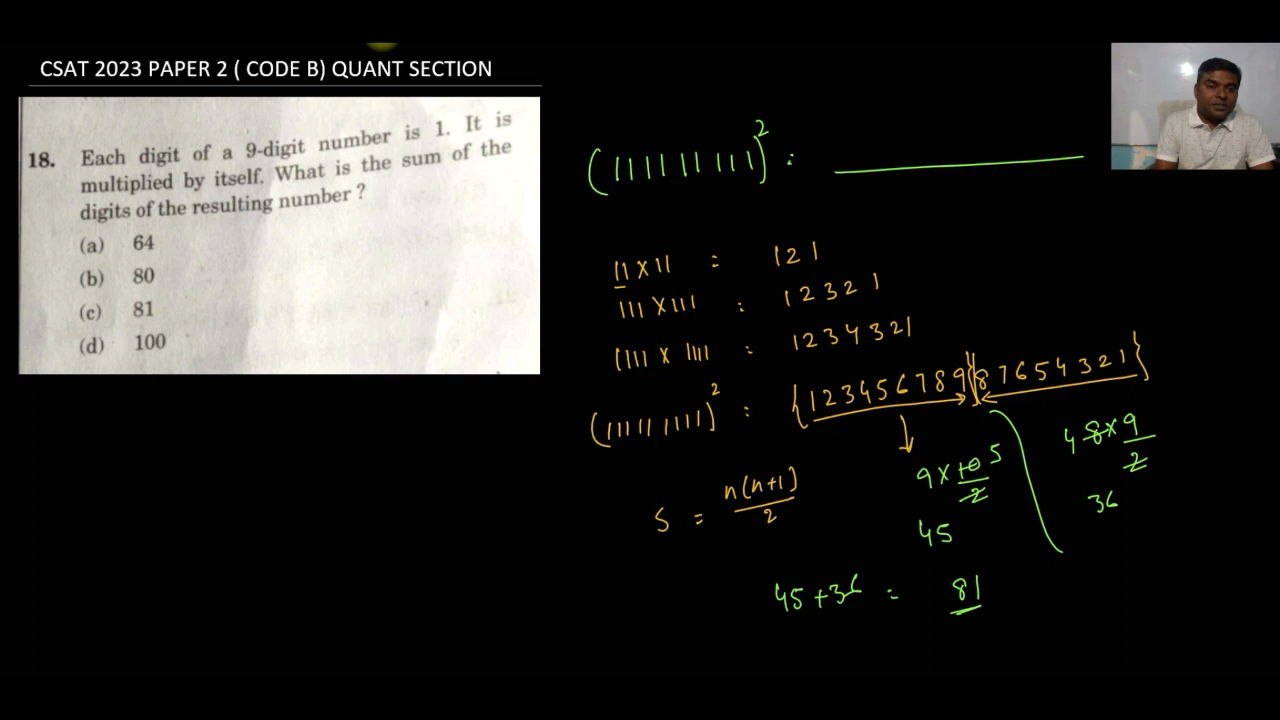 CSAT 2023 PAPER 2 ( CODE B) QUANT SECTION
18. Each digit of a 9-digit number is 1. It is
multiplied by itself. What is the sum of the
digits of the resulting number ?
(a) 64
(b) 80
(c) 81
(d) 100
(111111111)² :
11 X 11 : 121
111 X 111 : 12321
1111 X 1111 : 1234321
(111111111)² : {123456789}{87654321}
S = n(n+1)/2
9 X 10/2 5
45
4 8 X 9/2
36
45 + 36 = 81